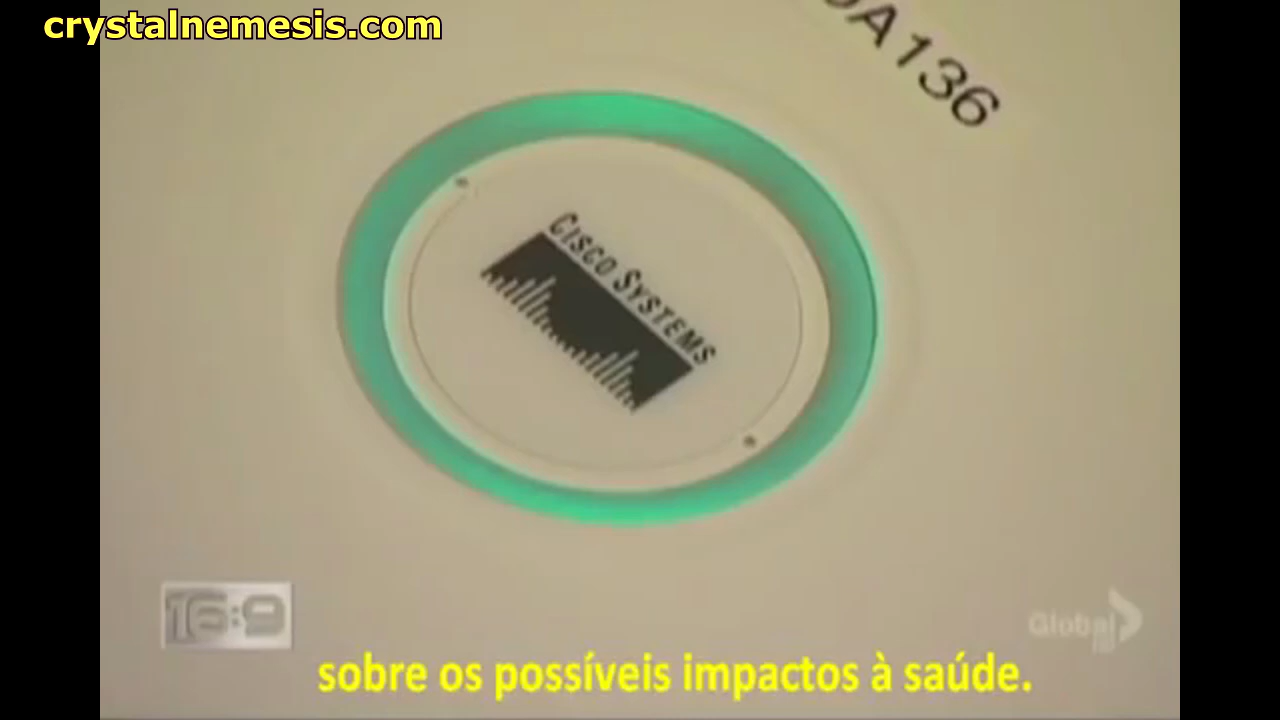 crystalnemesis.com
A136
CISCO SYSTEMS
16:9
Global
sobre os possíveis impactos à saúde.